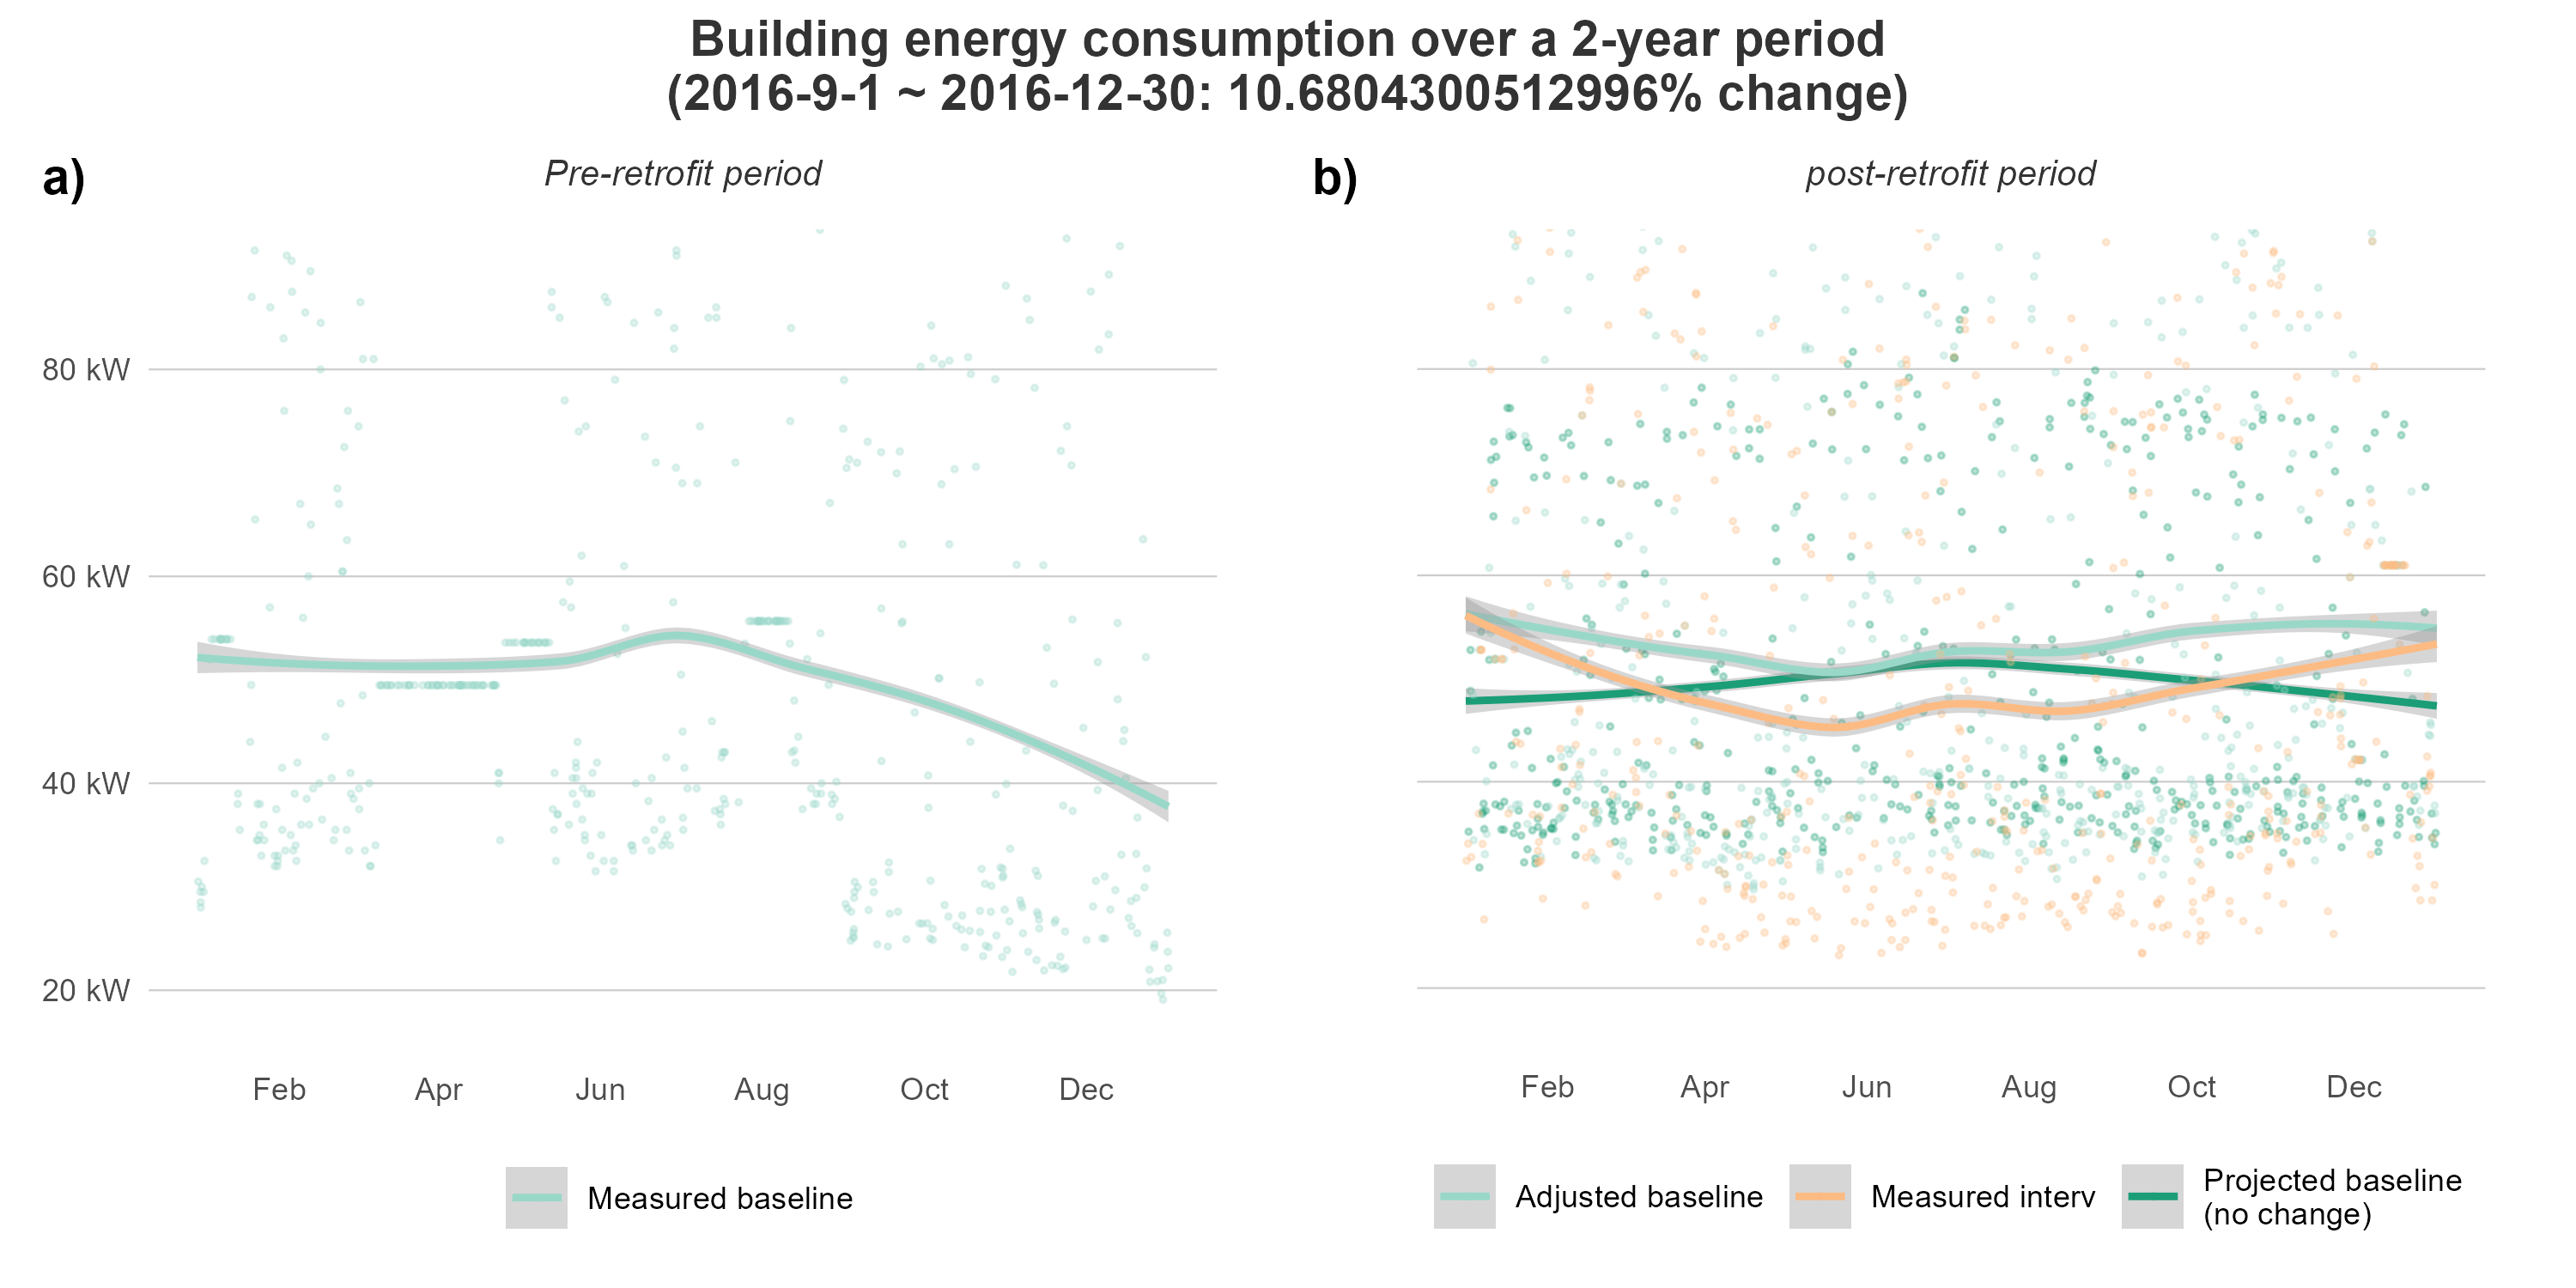 Building energy consumption over a 2-year period
(2016-9-1 ~ 2016-12-30: 10.6804300512996% change)
a)
Pre-retrofit period
80 kW
60 kW
40 kW
20 kW
Feb Apr Jun Aug Oct Dec
Measured baseline
b)
post-retrofit period
Feb Apr Jun Aug Oct Dec
Adjusted baseline
Measured interv
Projected baseline
(no change)